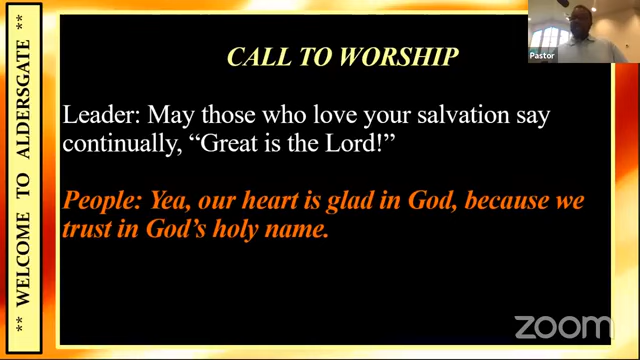 ** WELCOME TO ALDERSGATE **
CALL TO WORSHIP
Leader: May those who love your salvation say
continually, “Great is the Lord!”
People: Yea, our heart is glad in God, because we
trust in God’s holy name.
Pastor
zoom